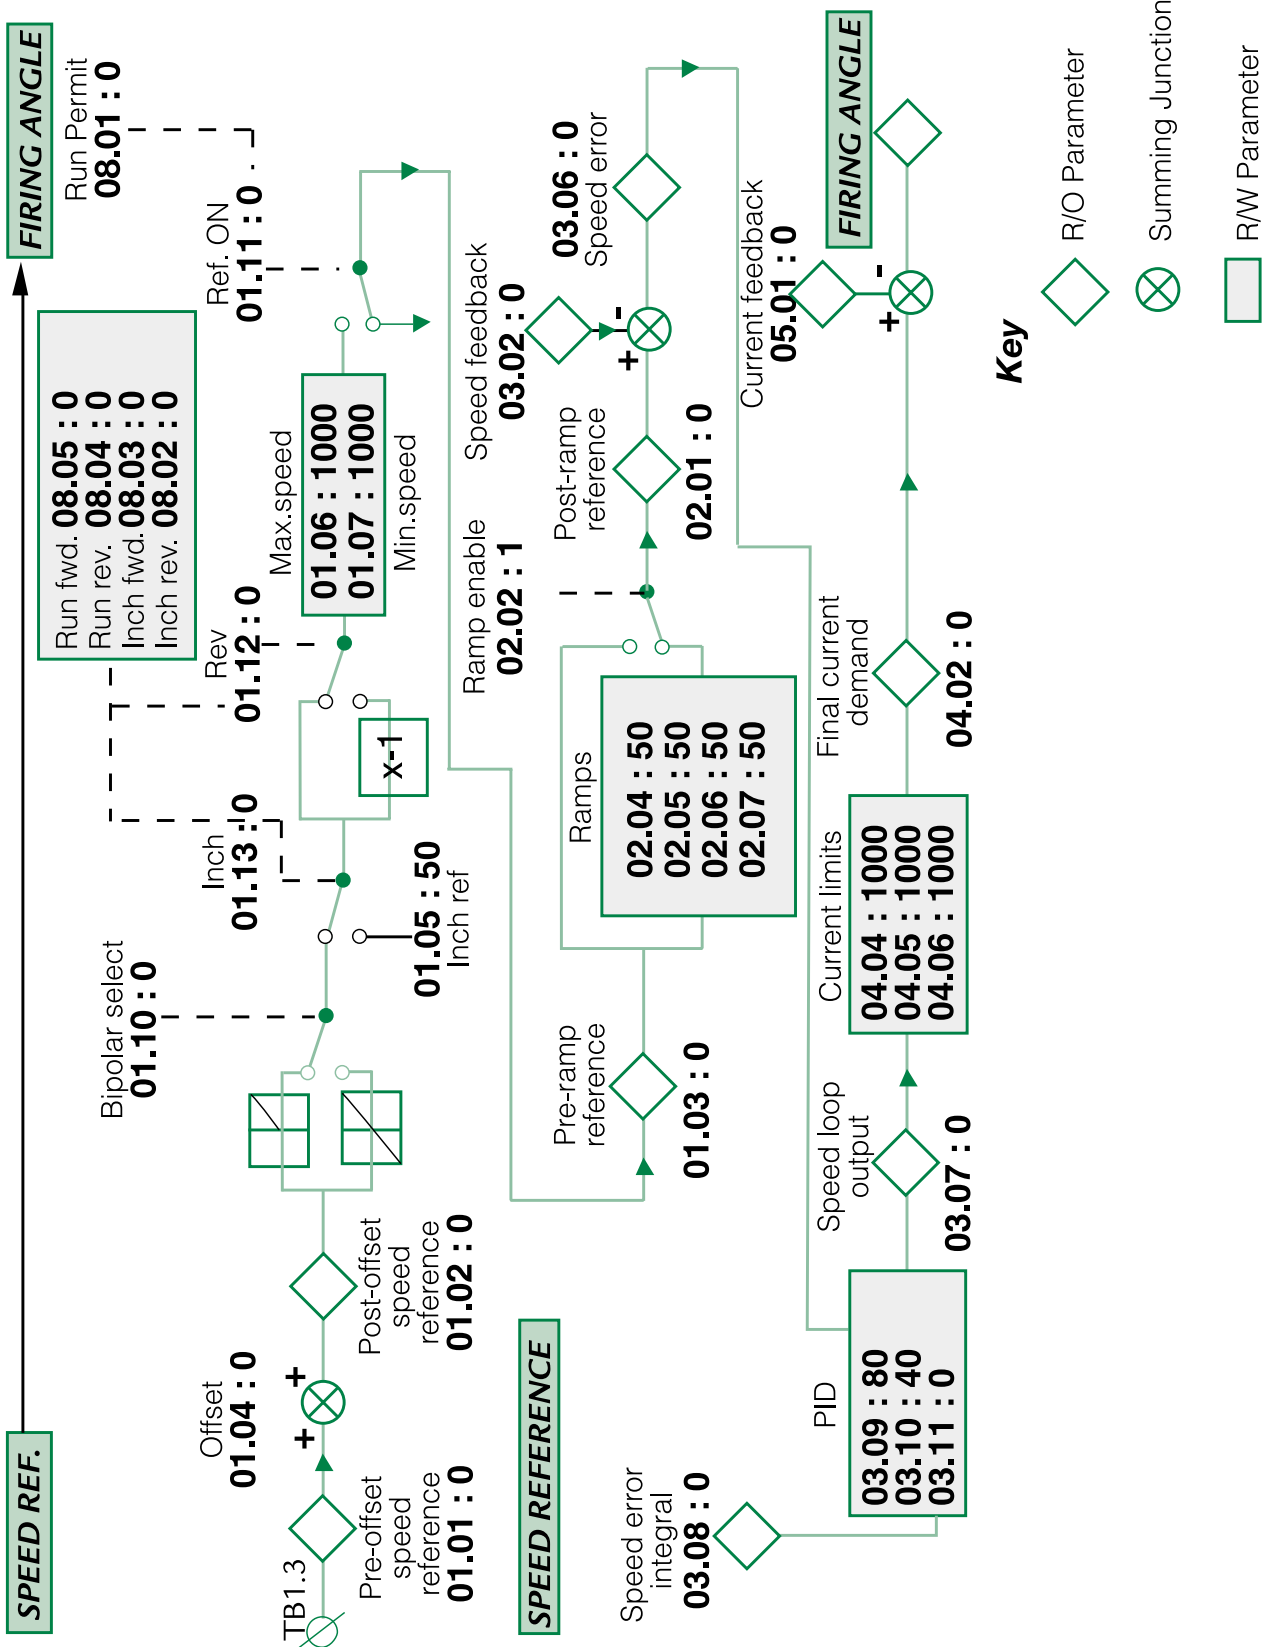 SPEED REF.
FIRING ANGLE
Run Permit
08.01 : 0
Run fwd. 08.05 : 0
Run rev. 08.04 : 0
Inch fwd. 08.03 : 0
Inch rev. 08.02 : 0
Bipolar select
01.10 : 0
Inch
01.13 : 0
Rev
01.12 : 0
Ref. ON
01.11 : 0
Offset
01.04 : 0
Max.speed
01.06 : 1000
01.07 : 1000
Min.speed
TB1.3
+
+
x-1
Pre-offset
speed
reference
01.01 : 0
Post-offset
speed
reference
01.02 : 0
01.05 : 50
Inch ref
SPEED REFERENCE
Ramp enable
02.02 : 1
Speed feedback
03.02 : 0
03.06 : 0
Speed error
Pre-ramp
reference
01.03 : 0
Ramps
02.04 : 50
02.05 : 50
02.06 : 50
02.07 : 50
Post-ramp
reference
02.01 : 0
+
-
Speed error
integral
03.08 : 0
Current feedback
05.01 : 0
FIRING ANGLE
PID
03.09 : 80
03.10 : 40
03.11 : 0
Speed loop
output
03.07 : 0
Current limits
04.04 : 1000
04.05 : 1000
04.06 : 1000
Final current
demand
04.02 : 0
+
-
Key
R/O Parameter
Summing Junction
R/W Parameter